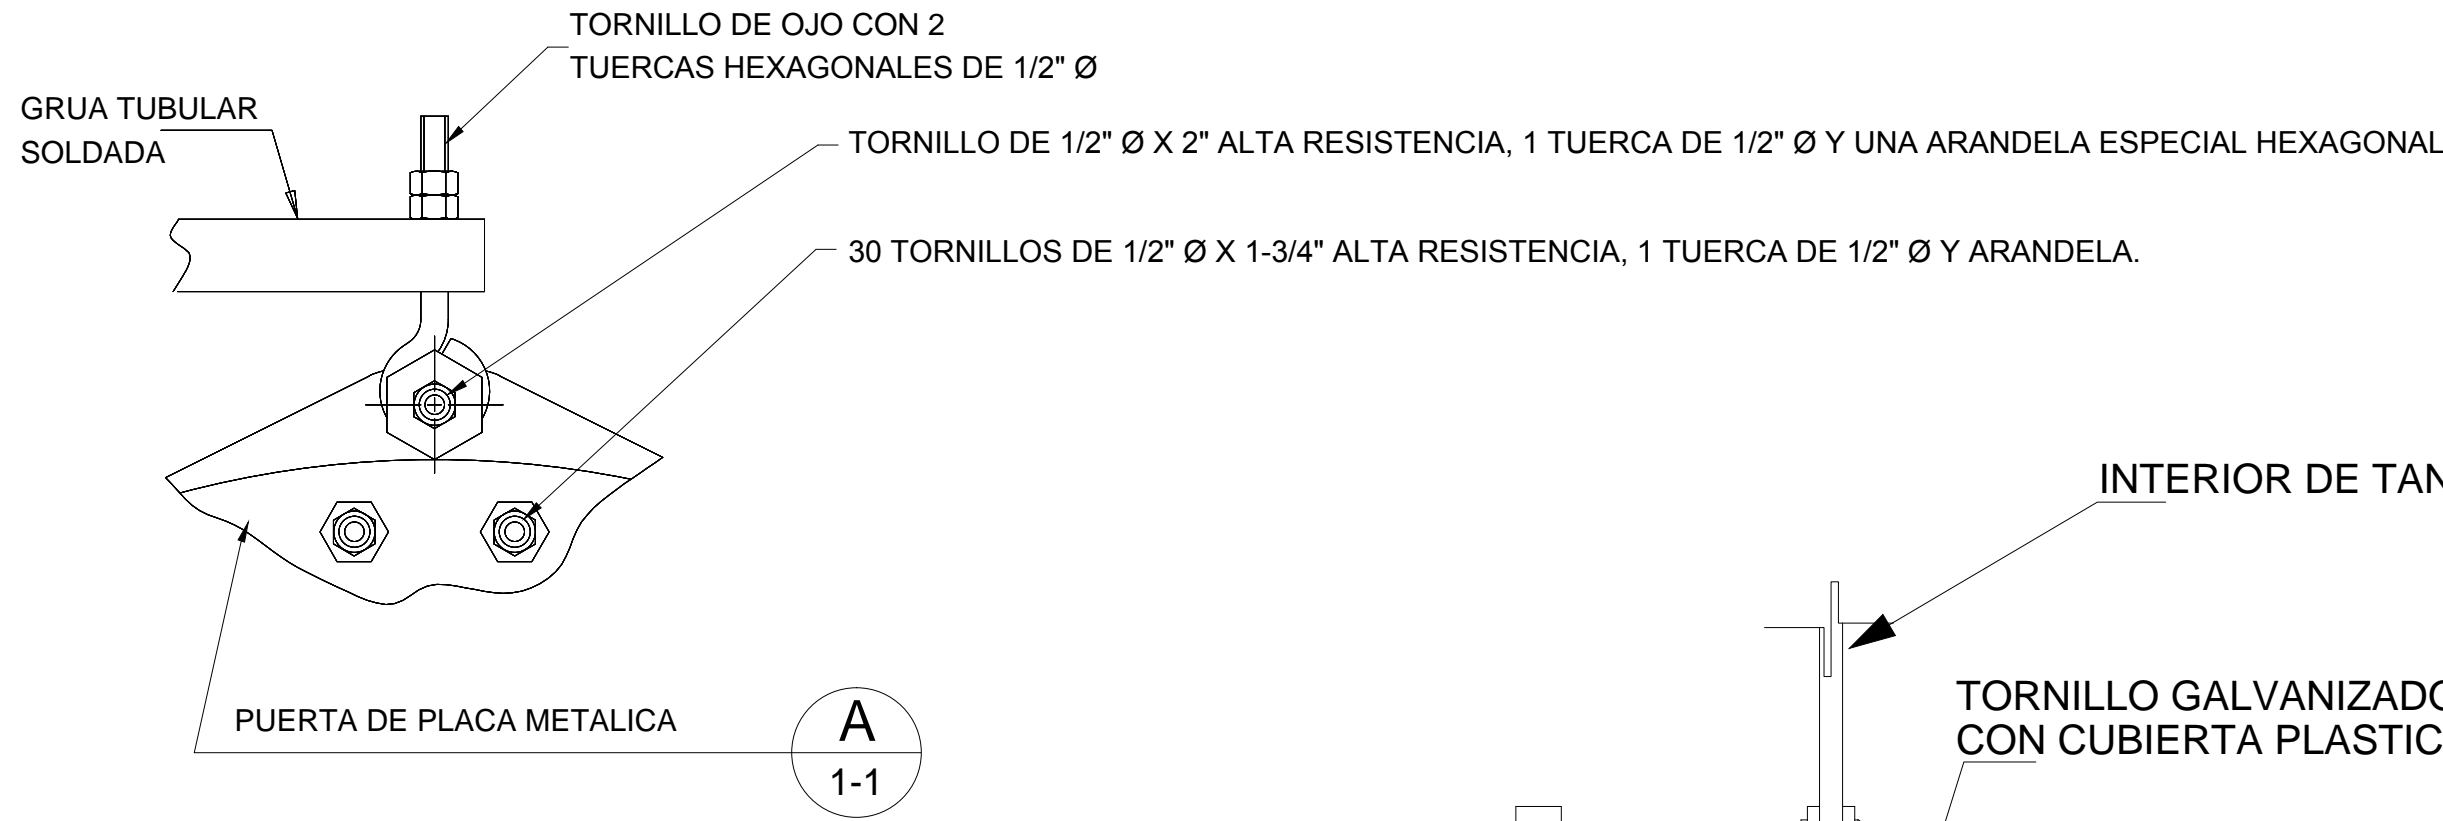 TORNILLO DE OJO CON 2
TUERCAS HEXAGONALES DE 1/2" Ø
GRUA TUBULAR
SOLDADA
TORNILLO DE 1/2" Ø X 2" ALTA RESISTENCIA, 1 TUERCA DE 1/2" Ø Y UNA ARANDELA ESPECIAL HEXAGONAL
30 TORNILLOS DE 1/2" Ø X 1-3/4" ALTA RESISTENCIA, 1 TUERCA DE 1/2" Ø Y ARANDELA.
INTERIOR DE TAN
TORNILLO GALVANIZADO
CON CUBIERTA PLASTIC
PUERTA DE PLACA METALICA
A
1-1